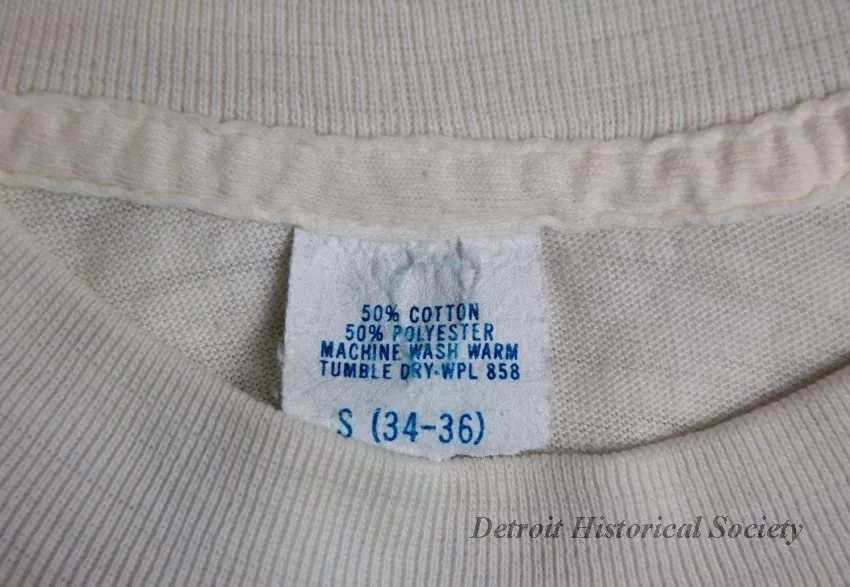 50% COTTON
50% POLYESTER
MACHINE WASH WARM
TUMBLE DRY-WPL 858
S (34-36)
Detroit Historical Society